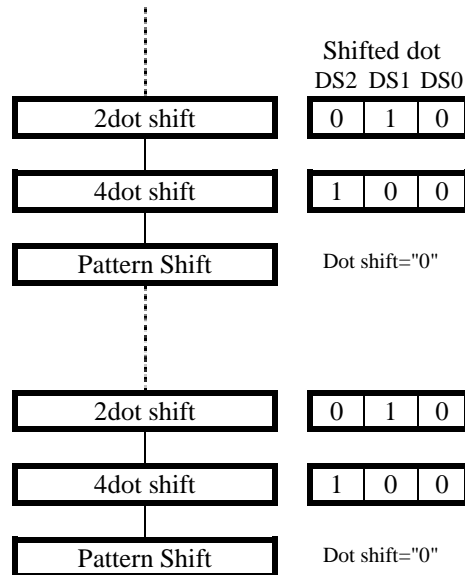 Shifted dot
DS2 DS1 DS0
2dot shift 0 1 0
4dot shift 1 0 0
Pattern Shift Dot shift="0"
2dot shift 0 1 0
4dot shift 1 0 0
Pattern Shift Dot shift="0"